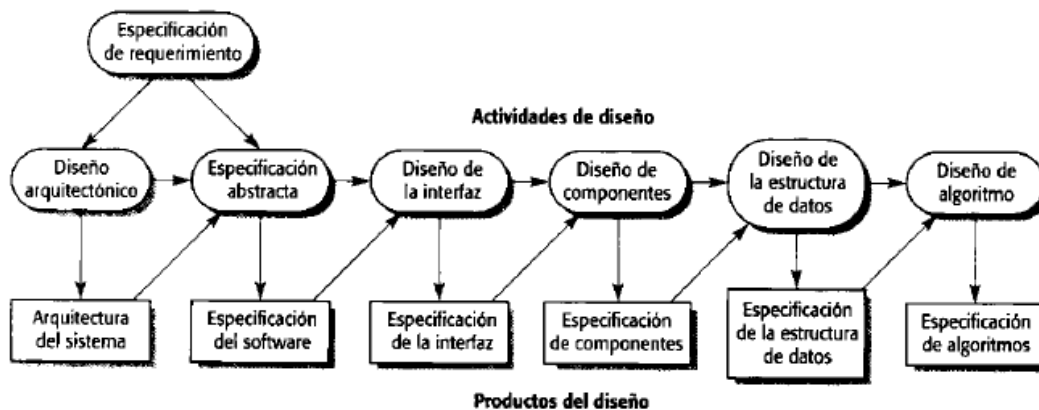 Especificación
de requerimiento
Actividades de diseño
Diseño
arquitectónico
Especificación
abstracta
Diseño de
la interfaz
Diseño de
componentes
Diseño de
la estructura
de datos
Diseño de
algoritmo
Arquitectura
del sistema
Especificación
del software
Especificación
de la interfaz
Especificación
de componentes
Especificación
de la estructura
de datos
Especificación
de algoritmos
Productos del diseño